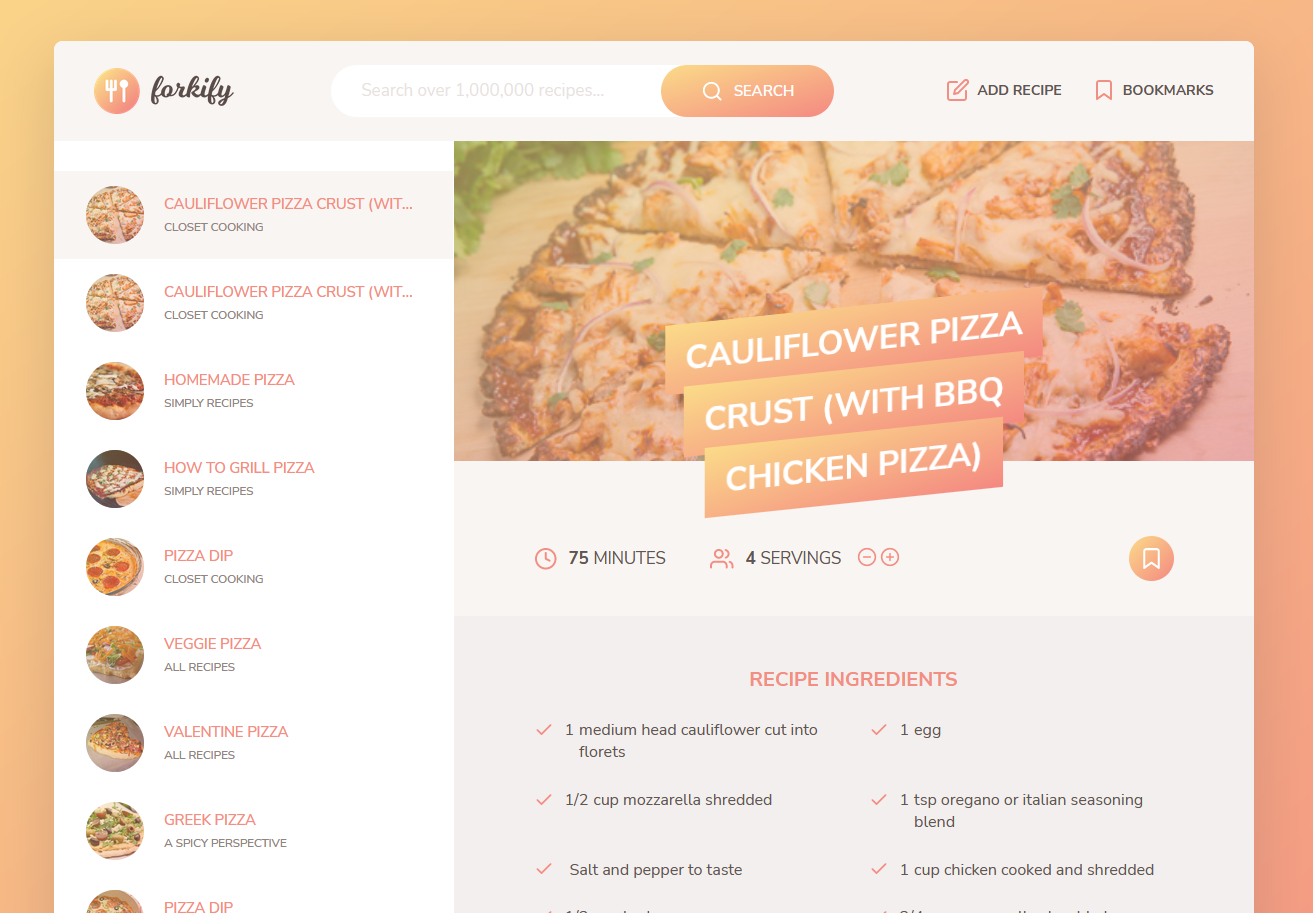 forkify
Search over 1,000,000 recipes...
SEARCH
ADD RECIPE
BOOKMARKS
CAULIFLOWER PIZZA CRUST (WIT...
CLOSET COOKING
CAULIFLOWER PIZZA CRUST (WIT...
CLOSET COOKING
HOMEMADE PIZZA
SIMPLY RECIPES
HOW TO GRILL PIZZA
SIMPLY RECIPES
PIZZA DIP
CLOSET COOKING
VEGGIE PIZZA
ALL RECIPES
VALENTINE PIZZA
ALL RECIPES
GREEK PIZZA
A SPICY PERSPECTIVE
PIZZA DIP
CAULIFLOWER PIZZA
CRUST (WITH BBQ
CHICKEN PIZZA)
75 MINUTES
4 SERVINGS
RECIPE INGREDIENTS
1 medium head cauliflower cut into
florets
1 egg
1/2 cup mozzarella shredded
1 tsp oregano or italian seasoning
blend
Salt and pepper to taste
1 cup chicken cooked and shredded